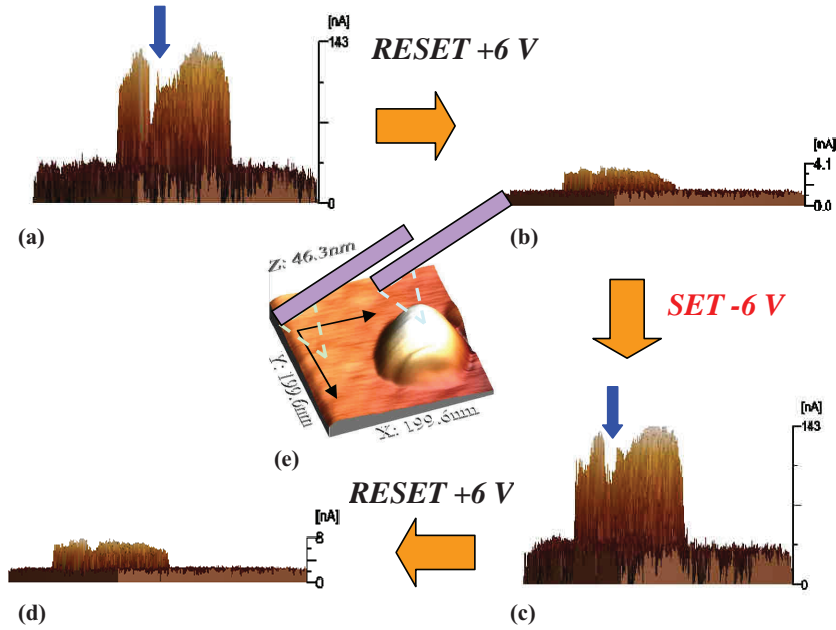 [nA]
143
0
(a)
RESET +6 V
[nA]
4.1
0.0
(b)
Z: 46.3nm
Y: 199.6nm
X: 199.6nm
(e)
SET -6 V
[nA]
143
0
(c)
RESET +6 V
[nA]
8
0
(d)